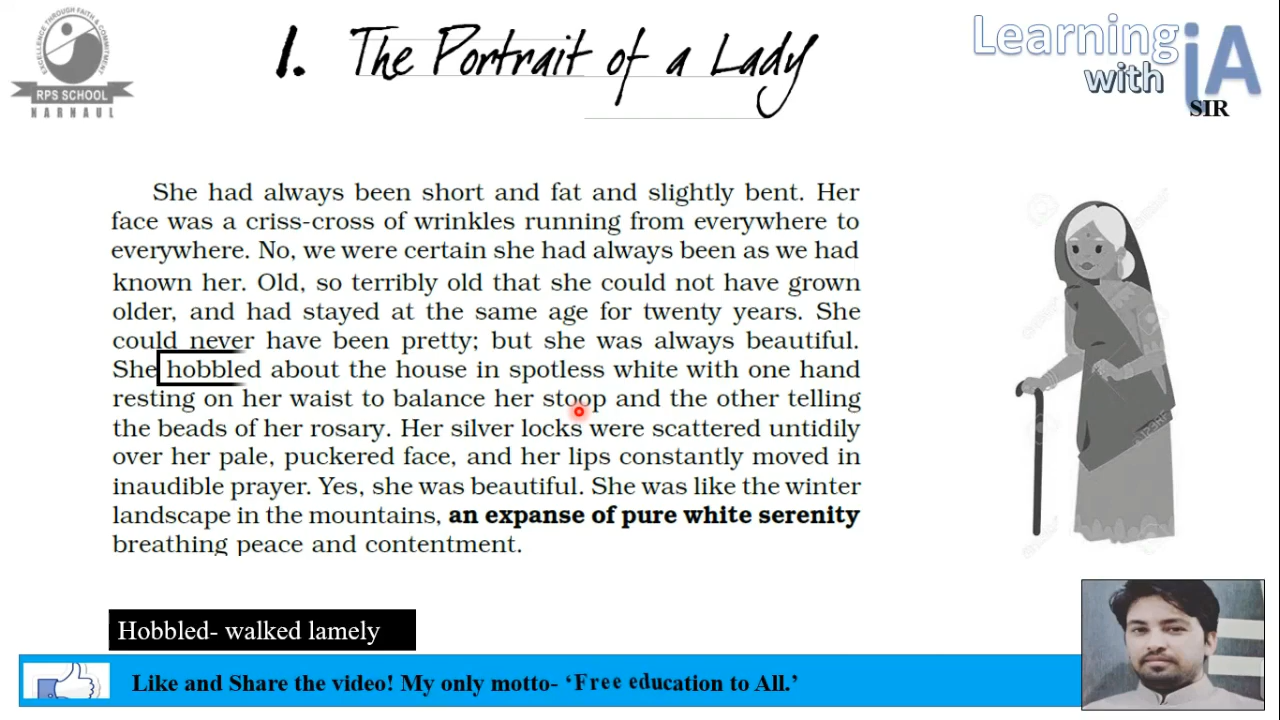 EXCELLENCE THROUGH FAITH & COMMITMENT
RPS SCHOOL
NARNAUL
1. The Portrait of a Lady
Learning
with iA
SIR
She had always been short and fat and slightly bent. Her
face was a criss-cross of wrinkles running from everywhere to
everywhere. No, we were certain she had always been as we had
known her. Old, so terribly old that she could not have grown
older, and had stayed at the same age for twenty years. She
could never have been pretty; but she was always beautiful.
She hobbled about the house in spotless white with one hand
resting on her waist to balance her stoop and the other telling
the beads of her rosary. Her silver locks were scattered untidily
over her pale, puckered face, and her lips constantly moved in
inaudible prayer. Yes, she was beautiful. She was like the winter
landscape in the mountains, an expanse of pure white serenity
breathing peace and contentment.
Hobbled- walked lamely
Like and Share the video! My only motto- ‘Free education to All.’